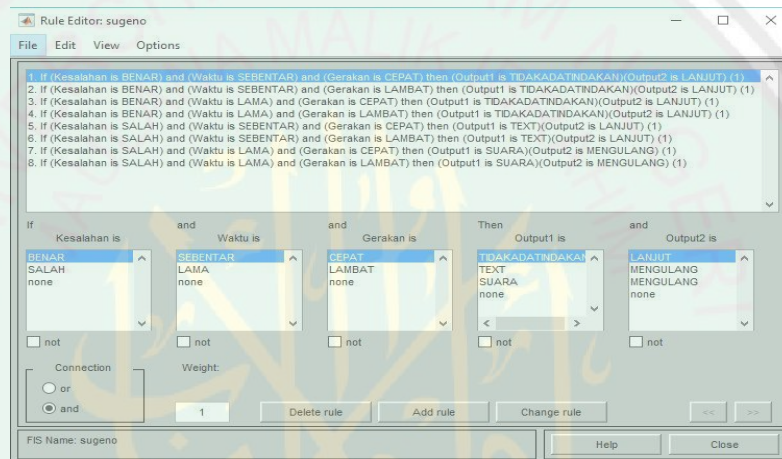 Rule Editor: sugeno
File Edit View Options
1. If (Kesalahan is BENAR) and (Waktu is SEBENTAR) and (Gerakan is CEPAT) then (Output1 is TIDAKADATINDAKAN)(Output2 is LANJUT) (1)
2. If (Kesalahan is BENAR) and (Waktu is SEBENTAR) and (Gerakan is LAMBAT) then (Output1 is TIDAKADATINDAKAN)(Output2 is LANJUT) (1)
3. If (Kesalahan is BENAR) and (Waktu is LAMA) and (Gerakan is CEPAT) then (Output1 is TIDAKADATINDAKAN)(Output2 is LANJUT) (1)
4. If (Kesalahan is BENAR) and (Waktu is LAMA) and (Gerakan is LAMBAT) then (Output1 is TIDAKADATINDAKAN)(Output2 is LANJUT) (1)
5. If (Kesalahan is SALAH) and (Waktu is SEBENTAR) and (Gerakan is CEPAT) then (Output1 is TEXT)(Output2 is LANJUT) (1)
6. If (Kesalahan is SALAH) and (Waktu is SEBENTAR) and (Gerakan is LAMBAT) then (Output1 is TEXT)(Output2 is LANJUT) (1)
7. If (Kesalahan is SALAH) and (Waktu is LAMA) and (Gerakan is CEPAT) then (Output1 is SUARA)(Output2 is MENGULANG) (1)
8. If (Kesalahan is SALAH) and (Waktu is LAMA) and (Gerakan is LAMBAT) then (Output1 is SUARA)(Output2 is MENGULANG) (1)
If and and Then and
Kesalahan is Waktu is Gerakan is Output1 is Output2 is
BENAR SEBENTAR CEPAT TIDAKADATINDAKAN LANJUT
SALAH LAMA LAMBAT TEXT MENGULANG
none none none SUARA MENGULANG
none none
not not not not not
Connection Weight:
or
and 1 Delete rule Add rule Change rule << >>
FIS Name: sugeno Help Close